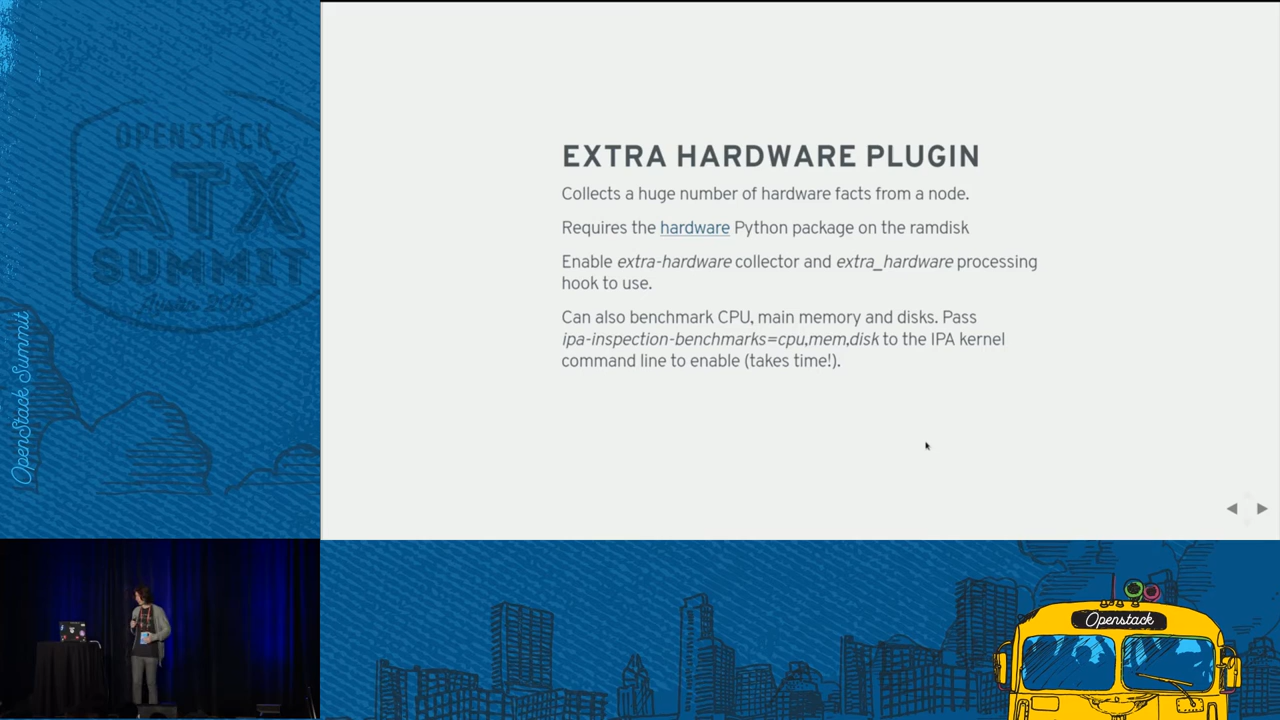 OPENSTACK
ATX
SUMMIT
OpenStack Summit
EXTRA HARDWARE PLUGIN
Collects a huge number of hardware facts from a node.
Requires the hardware Python package on the ramdisk
Enable extra-hardware collector and extra_hardware processing
hook to use.
Can also benchmark CPU, main memory and disks. Pass
ipa-inspection-benchmarks=cpu,mem,disk to the IPA kernel
command line to enable (takes time!).
Openstack